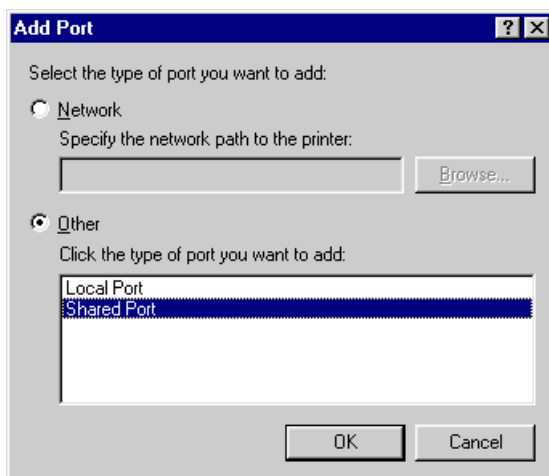 Add Port
Select the type of port you want to add:
Network
Specify the network path to the printer:
Browse...
Other
Click the type of port you want to add:
Local Port
Shared Port
OK Cancel